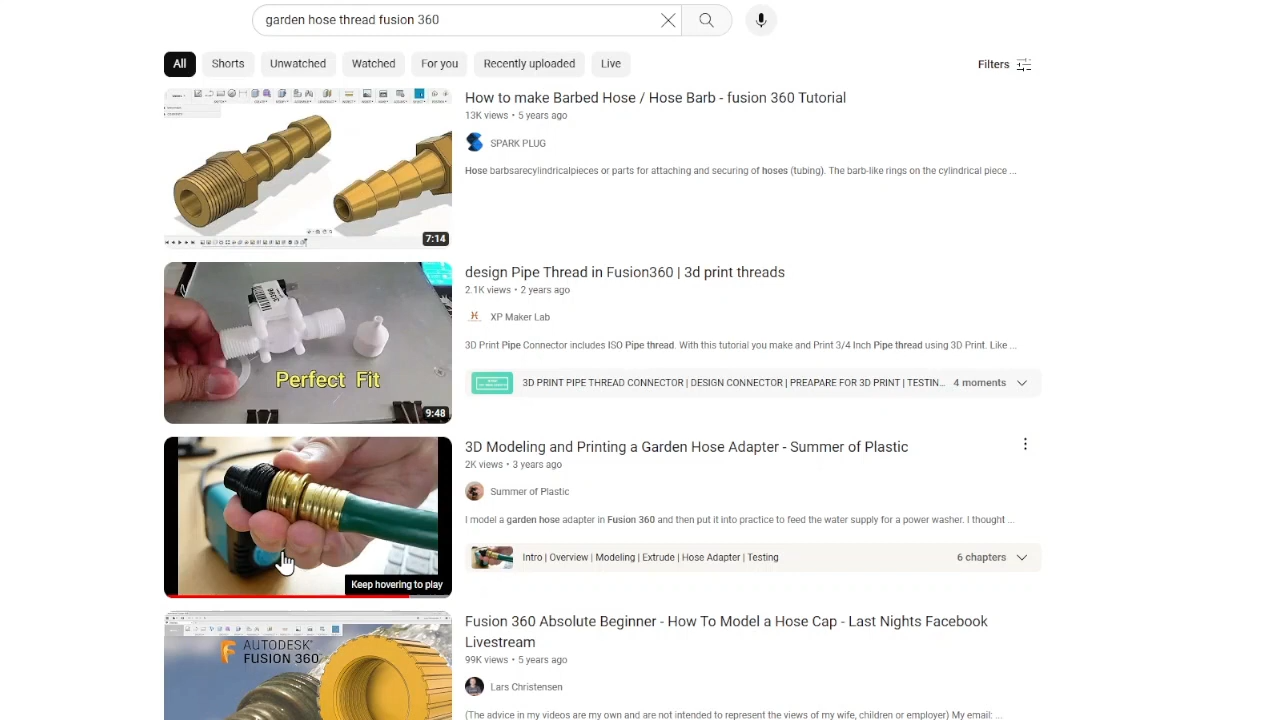 garden hose thread fusion 360
All
Shorts
Unwatched
Watched
For you
Recently uploaded
Live
Filters
7:14
How to make Barbed Hose / Hose Barb - fusion 360 Tutorial
13K views • 5 years ago
SPARK PLUG
Hose barbsarecylindricalpieces or parts for attaching and securing of hoses (tubing). The barb-like rings on the cylindrical piece ...
Perfect Fit
9:48
design Pipe Thread in Fusion360 | 3d print threads
2.1K views • 2 years ago
XP Maker Lab
3D Print Pipe Connector includes ISO Pipe thread. With this tutorial you make and Print 3/4 Inch Pipe thread using 3D Print. Like ...
3D PRINT PIPE THREAD CONNECTOR | DESIGN CONNECTOR | PREAPARE FOR 3D PRINT | TESTIN...
4 moments
Keep hovering to play
3D Modeling and Printing a Garden Hose Adapter - Summer of Plastic
2K views • 3 years ago
Summer of Plastic
I model a garden hose adapter in Fusion 360 and then put it into practice to feed the water supply for a power washer. I thought ...
Intro | Overview | Modeling | Extrude | Hose Adapter | Testing
6 chapters
AUTODESK
FUSION 360
Fusion 360 Absolute Beginner - How To Model a Hose Cap - Last Nights Facebook
Livestream
99K views • 5 years ago
Lars Christensen
(The advice in my videos are my own and are not intended to represent the views of my wife, children or employer) My email: ...